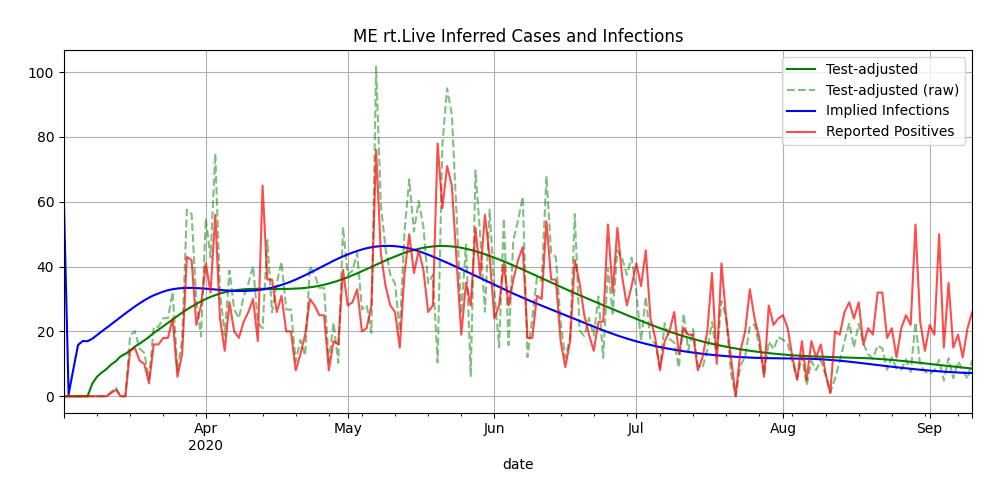 ME rt.Live Inferred Cases and Infections
Test-adjusted
Test-adjusted (raw)
Implied Infections
Reported Positives
100
80
60
40
20
0
Apr
2020
May
Jun
Jul
Aug
Sep
date